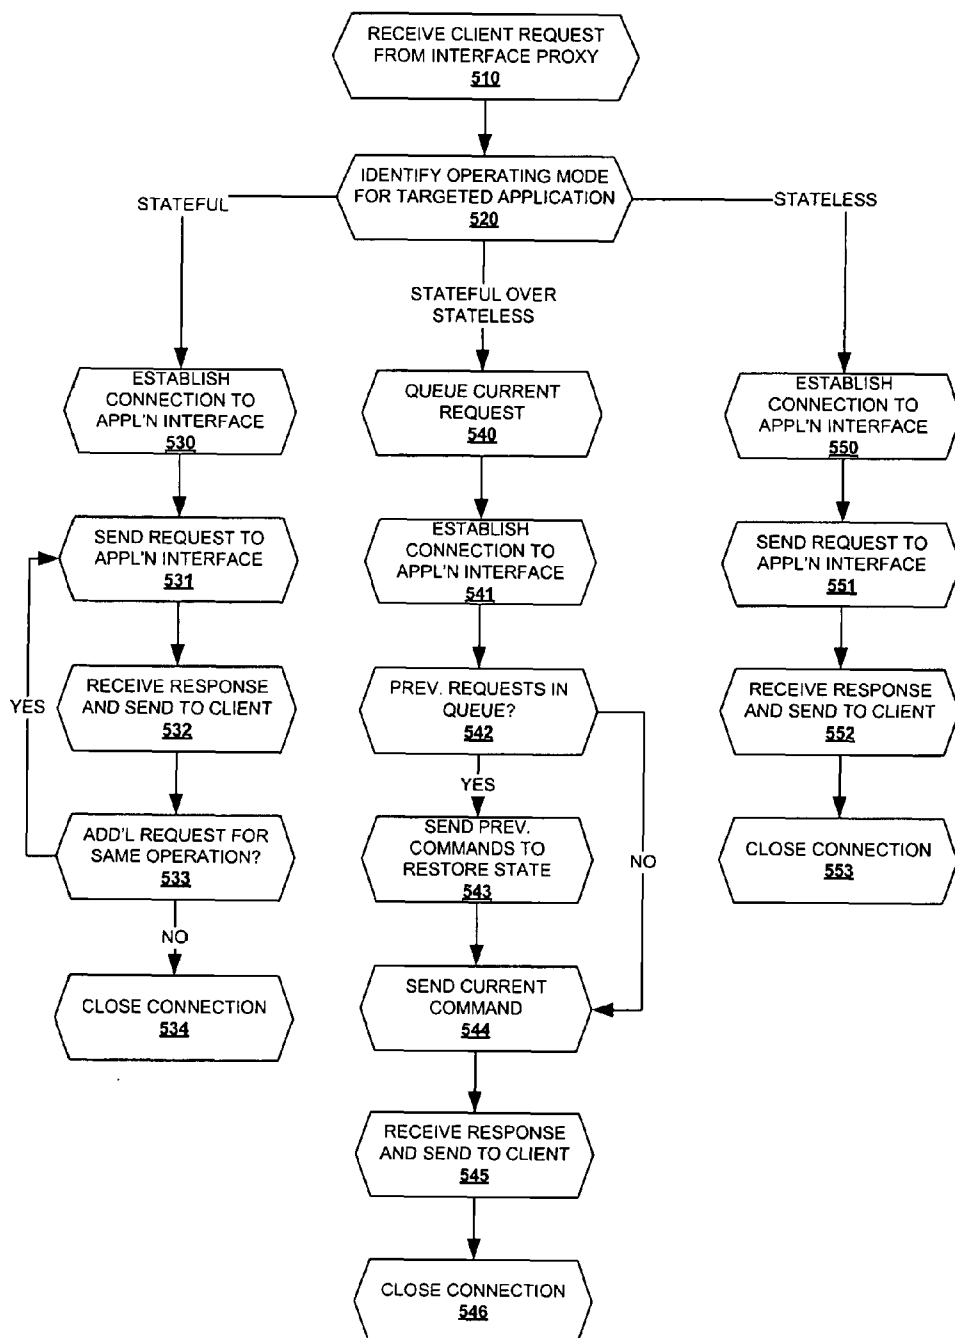 RECEIVE CLIENT REQUEST
FROM INTERFACE PROXY
510
IDENTIFY OPERATING MODE
FOR TARGETED APPLICATION
520
STATEFUL
STATEFUL OVER
STATELESS
STATELESS
ESTABLISH
CONNECTION TO
APPL'N INTERFACE
530
SEND REQUEST TO
APPL'N INTERFACE
531
RECEIVE RESPONSE
AND SEND TO CLIENT
532
YES
ADD'L REQUEST FOR
SAME OPERATION?
533
NO
CLOSE CONNECTION
534
QUEUE CURRENT
REQUEST
540
ESTABLISH
CONNECTION TO
APPL'N INTERFACE
541
PREV. REQUESTS IN
QUEUE?
542
YES
SEND PREV.
COMMANDS TO
RESTORE STATE
543
NO
SEND CURRENT
COMMAND
544
RECEIVE RESPONSE
AND SEND TO CLIENT
545
CLOSE CONNECTION
546
ESTABLISH
CONNECTION TO
APPL'N INTERFACE
550
SEND REQUEST TO
APPL'N INTERFACE
551
RECEIVE RESPONSE
AND SEND TO CLIENT
552
CLOSE CONNECTION
553